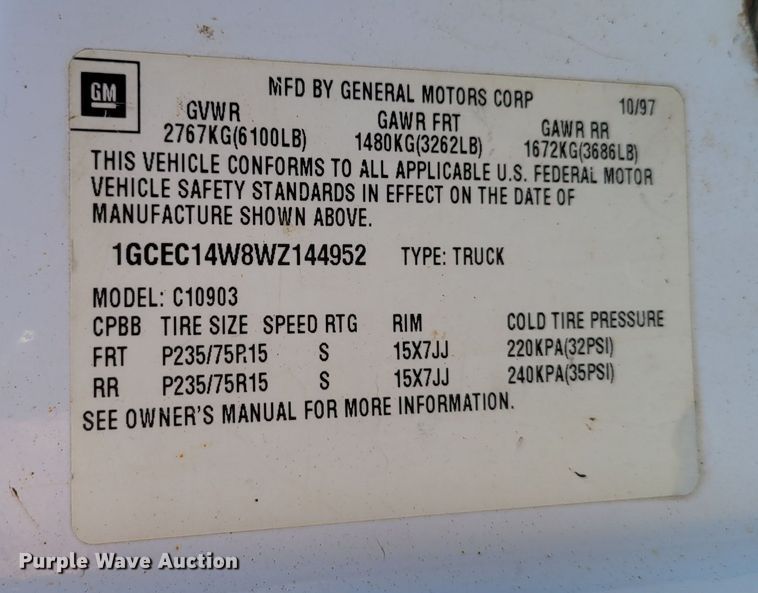 GM
MFD BY GENERAL MOTORS CORP 10/97
GVWR GAWR FRT GAWR RR
2767KG(6100LB) 1480KG(3262LB) 1672KG(3686LB)
THIS VEHICLE CONFORMS TO ALL APPLICABLE U.S. FEDERAL MOTOR
VEHICLE SAFETY STANDARDS IN EFFECT ON THE DATE OF
MANUFACTURE SHOWN ABOVE.
1GCEC14W8WZ144952 TYPE: TRUCK
MODEL: C10903
CPBB TIRE SIZE SPEED RTG RIM COLD TIRE PRESSURE
FRT P235/75R15 S 15X7JJ 220KPA(32PSI)
RR P235/75R15 S 15X7JJ 240KPA(35PSI)
SEE OWNER'S MANUAL FOR MORE INFORMATION.
Purple Wave Auction